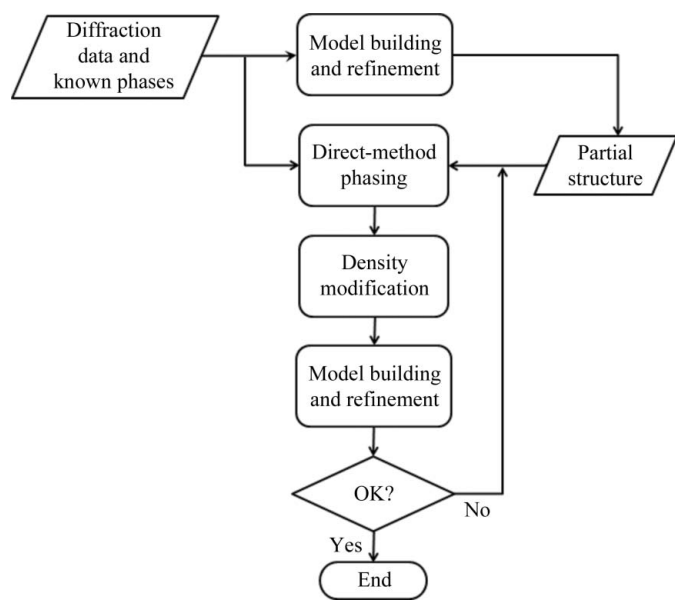 Diffraction
data and
known phases
Model building
and refinement
Direct-method
phasing
Partial
structure
Density
modification
Model building
and refinement
OK?
No
Yes
End